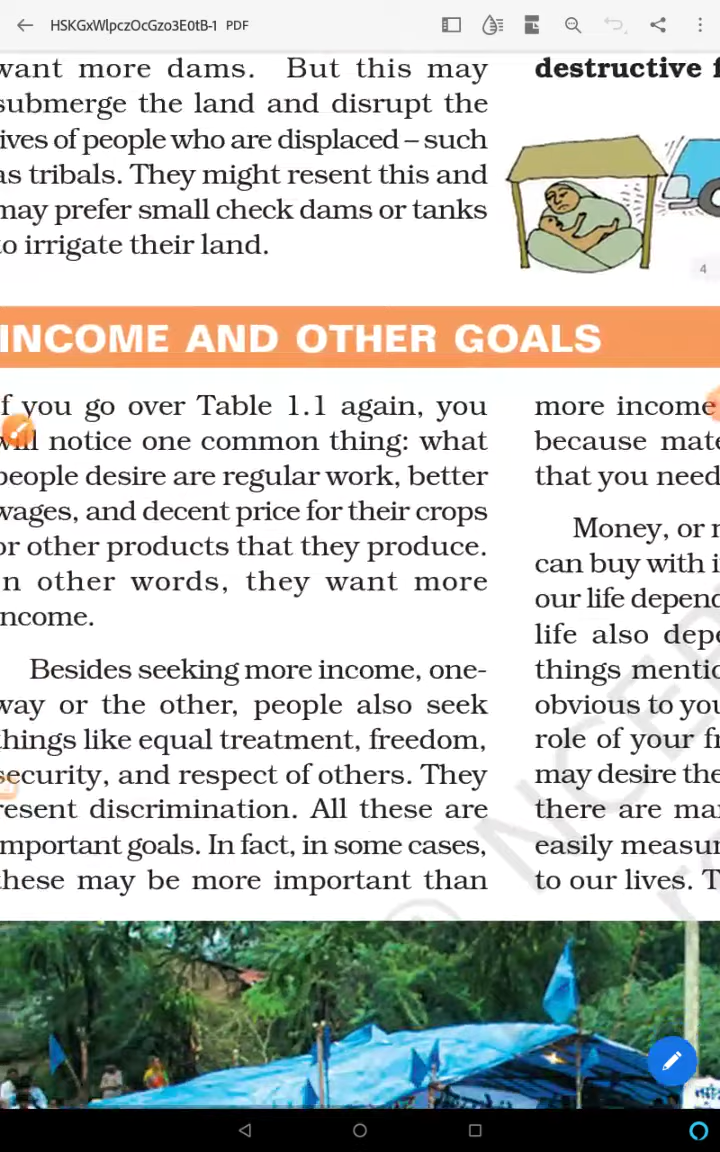 HSKGxWlpczOcGzo3E0tB-1 PDF
want more dams. But this may
submerge the land and disrupt the
ives of people who are displaced – such
as tribals. They might resent this and
may prefer small check dams or tanks
to irrigate their land.
destructive f
4
INCOME AND OTHER GOALS
f you go over Table 1.1 again, you
will notice one common thing: what
people desire are regular work, better
wages, and decent price for their crops
or other products that they produce.
n other words, they want more
ncome.
Besides seeking more income, one-
way or the other, people also seek
things like equal treatment, freedom,
security, and respect of others. They
resent discrimination. All these are
mportant goals. In fact, in some cases,
these may be more important than
more income
because mate
that you need
Money, or
can buy with i
our life depend
life also depe
things mentio
obvious to you
role of your fr
may desire the
there are mar
easily measur
to our lives. T
© NCE